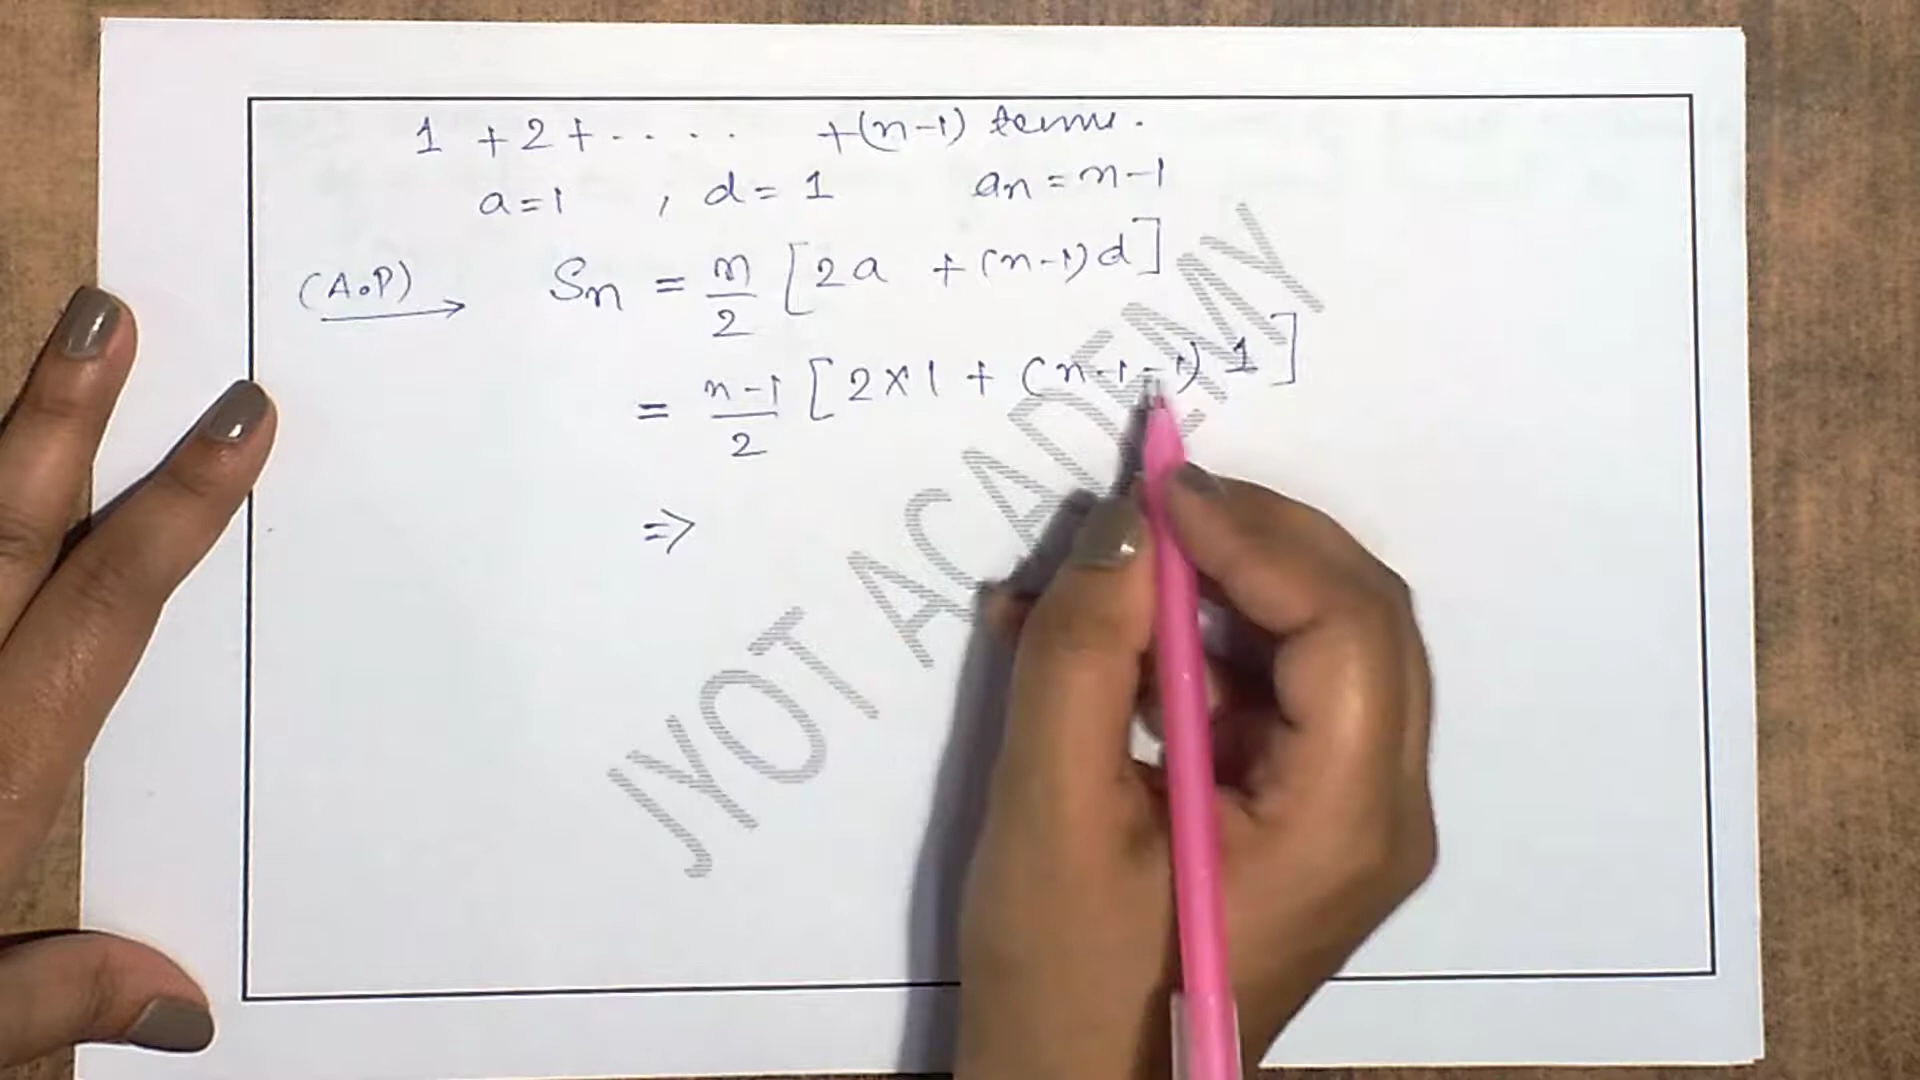 1 + 2 + . . . . . + (n-1) terms.
a = 1 , d = 1 an = n-1
(A.P) → Sn = n/2 [2a + (n-1)d]
= n-1/2 [2×1 + (n-1-1) 1]
⇒
JYOT ACADEMY